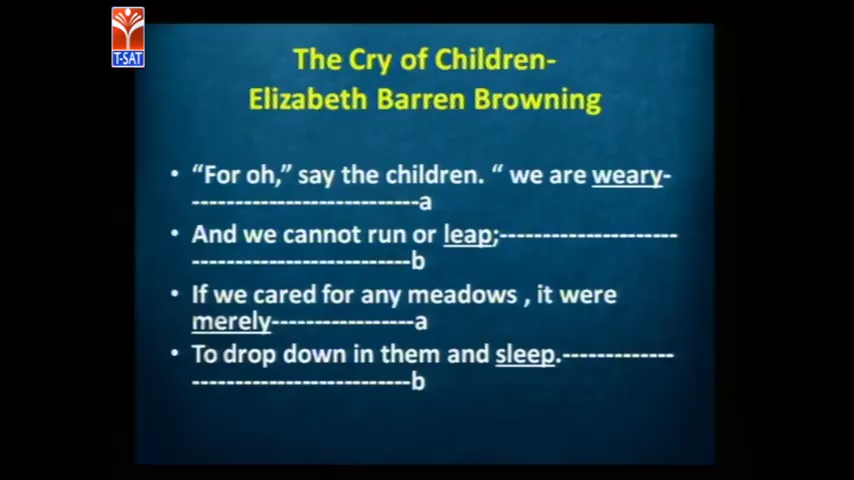 T-SAT
The Cry of Children-
Elizabeth Barren Browning
• “For oh,” say the children. “ we are weary-
--------------------------a
• And we cannot run or leap;---------------------
-------------------------b
• If we cared for any meadows , it were
merely----------------a
• To drop down in them and sleep.-------------
-------------------------b